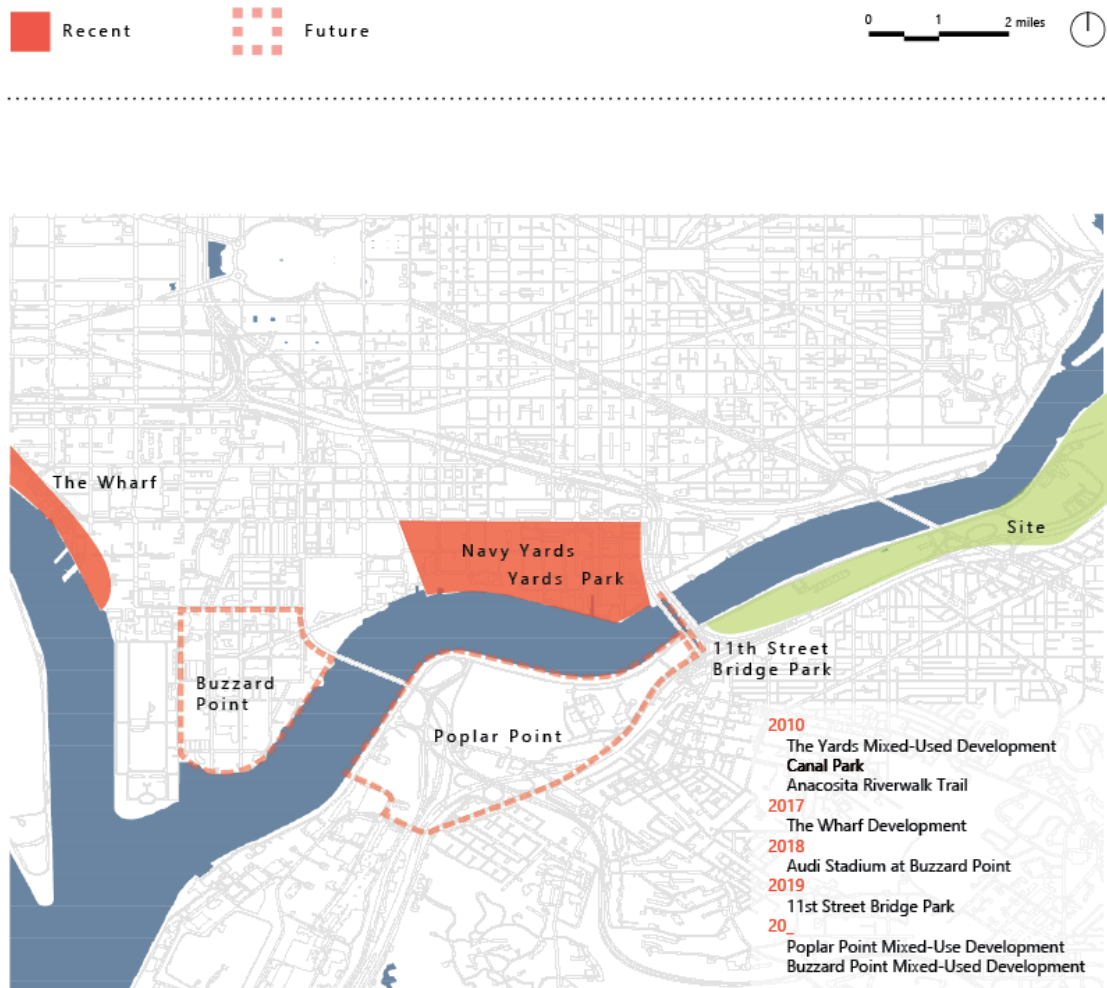 Recent
Future
0 1 2 miles
The Wharf
Navy Yards
Yards Park
Site
11th Street
Bridge Park
Buzzard
Point
Poplar Point
2010
The Yards Mixed-Used Development
Canal Park
Anacosita Riverwalk Trail
2017
The Wharf Development
2018
Audi Stadium at Buzzard Point
2019
11st Street Bridge Park
20_
Poplar Point Mixed-Use Development
Buzzard Point Mixed-Used Development